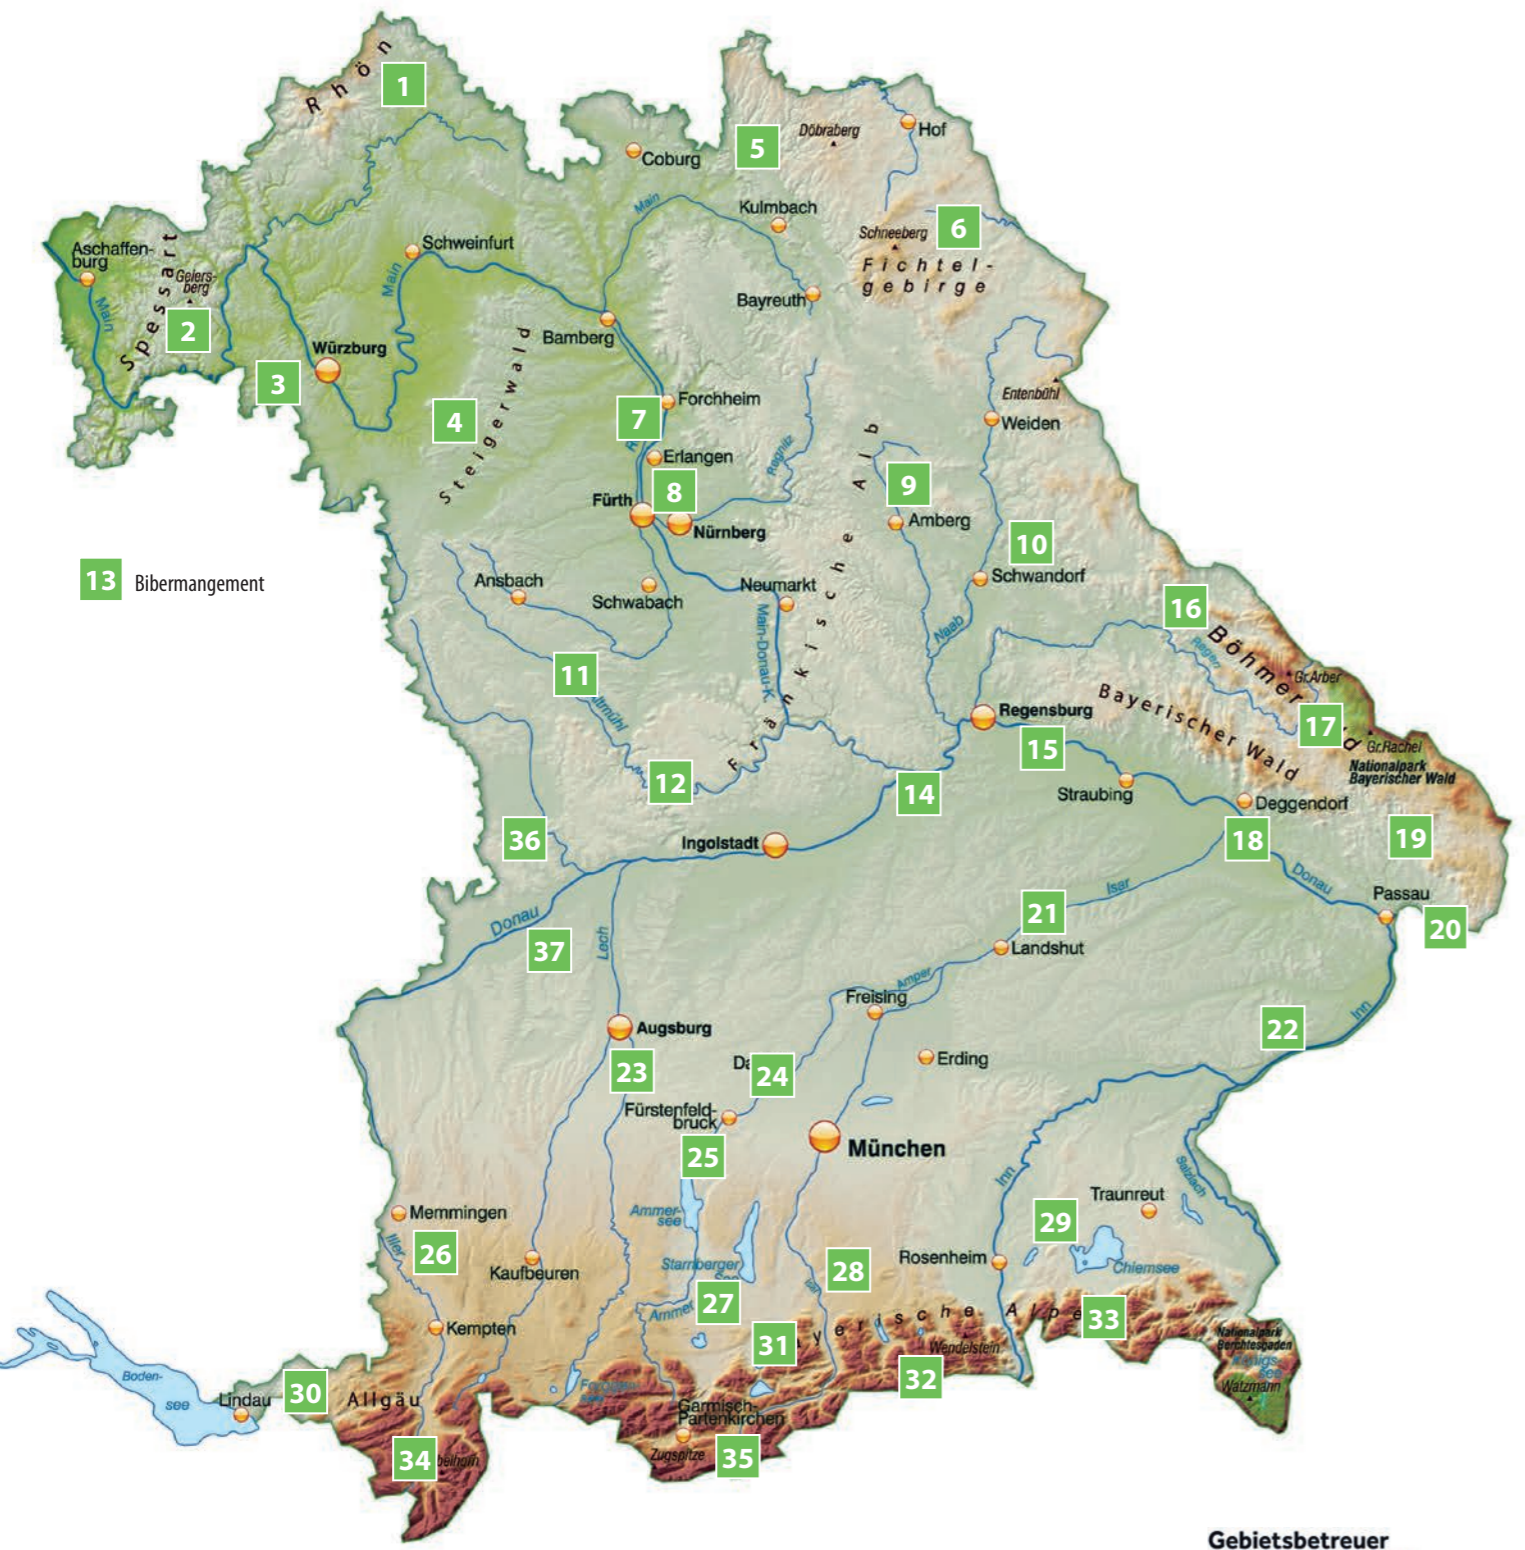 Rhön
1
5
Döbraberg
Hof
Coburg
Main
Kulmbach
Schneeberg
6
Fichtel-
gebirge
Aschaffen-
burg
Main
Spessart
Geiers-
berg
2
Schweinfurt
Main
Bayreuth
Bamberg
Würzburg
3
4
Steigerwald
7
Forchheim
Erlangen
Fürth
8
Nürnberg
Regnitz
Entenbühl
Weiden
9
Amberg
10
Schwandorf
Naab
13 Bibermangement
Ansbach
Schwabach
Neumarkt
Main-Donau-K.
Fränkische Alb
11
Altmühl
12
16
Böhmer
Regen
Gr.Arber
17
Gr.Rachel
Nationalpark
Bayerischer Wald
Bayerischer Wald
Regensburg
15
Straubing
14
Deggendorf
18
19
Donau
Passau
20
36
Ingolstadt
Donau
37
Lech
Isar
21
Landshut
Amper
Freising
22
Inn
Augsburg
23
24
Erding
Fürstenfeld-
bruck
25
München
Memmingen
Iller
26
Kaufbeuren
Ammer-
see
Starnberger
See
27
Ammer
28
Inn
Rosenheim
29
Traunreut
Salzach
Chiemsee
Kempten
31
yerische Alpe
33
Wendelstein
32
Nationalpark
Berchtesgaden
Königs-
see
Watzmann
Boden-
see
Lindau
30
Allgäu
34
Garmisch-
Partenkirchen
Zugspitze
35
Gebietsbetreuer